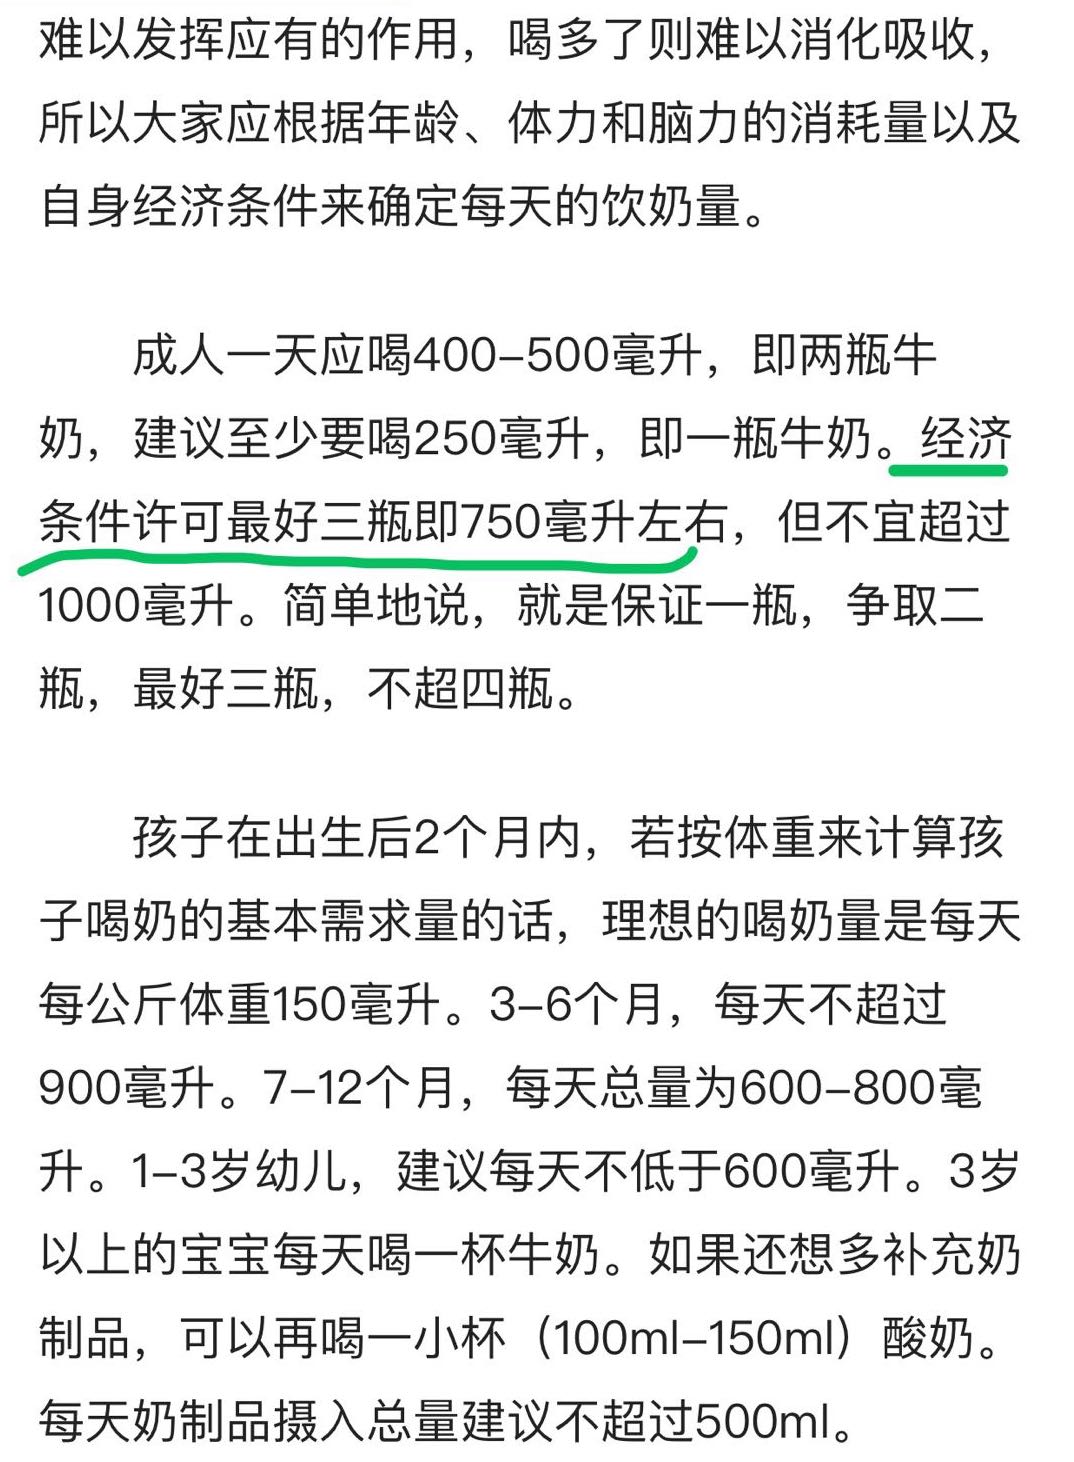 难以发挥应有的作用，喝多了则难以消化吸收，
所以大家应根据年龄、体力和脑力的消耗量以及
自身经济条件来确定每天的饮奶量。
成人一天应喝400-500毫升，即两瓶牛
奶，建议至少要喝250毫升，即一瓶牛奶。经济
条件许可最好三瓶即750毫升左右，但不宜超过
1000毫升。简单地说，就是保证一瓶，争取二
瓶，最好三瓶，不超四瓶。
孩子在出生后2个月内，若按体重来计算孩
子喝奶的基本需求量的话，理想的喝奶量是每天
每公斤体重150毫升。3-6个月，每天不超过
900毫升。7-12个月，每天总量为600-800毫
升。1-3岁幼儿，建议每天不低于600毫升。3岁
以上的宝宝每天喝一杯牛奶。如果还想多补充奶
制品，可以再喝一小杯（100ml-150ml）酸奶。
每天奶制品摄入总量建议不超过500ml。